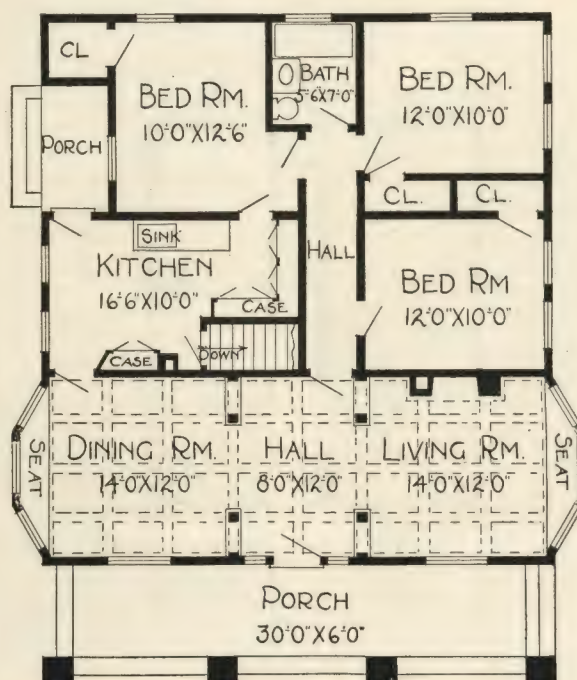 CL
BED RM.
10'-0"X12'-6"
BATH
5'-6"X7'-0"
BED RM.
12'-0"X10'-0"
PORCH
CL.
CL.
SINK
KITCHEN
16'-6"X10'-0"
HALL
BED RM
12'-0"X10'-0"
CASE
DOWN
CASE
SEAT
DINING RM.
14'-0"X12'-0"
HALL
8'-0"X12'-0"
LIVING RM.
14'-0"X12'-0"
SEAT
PORCH
30'-0"X6'-0"